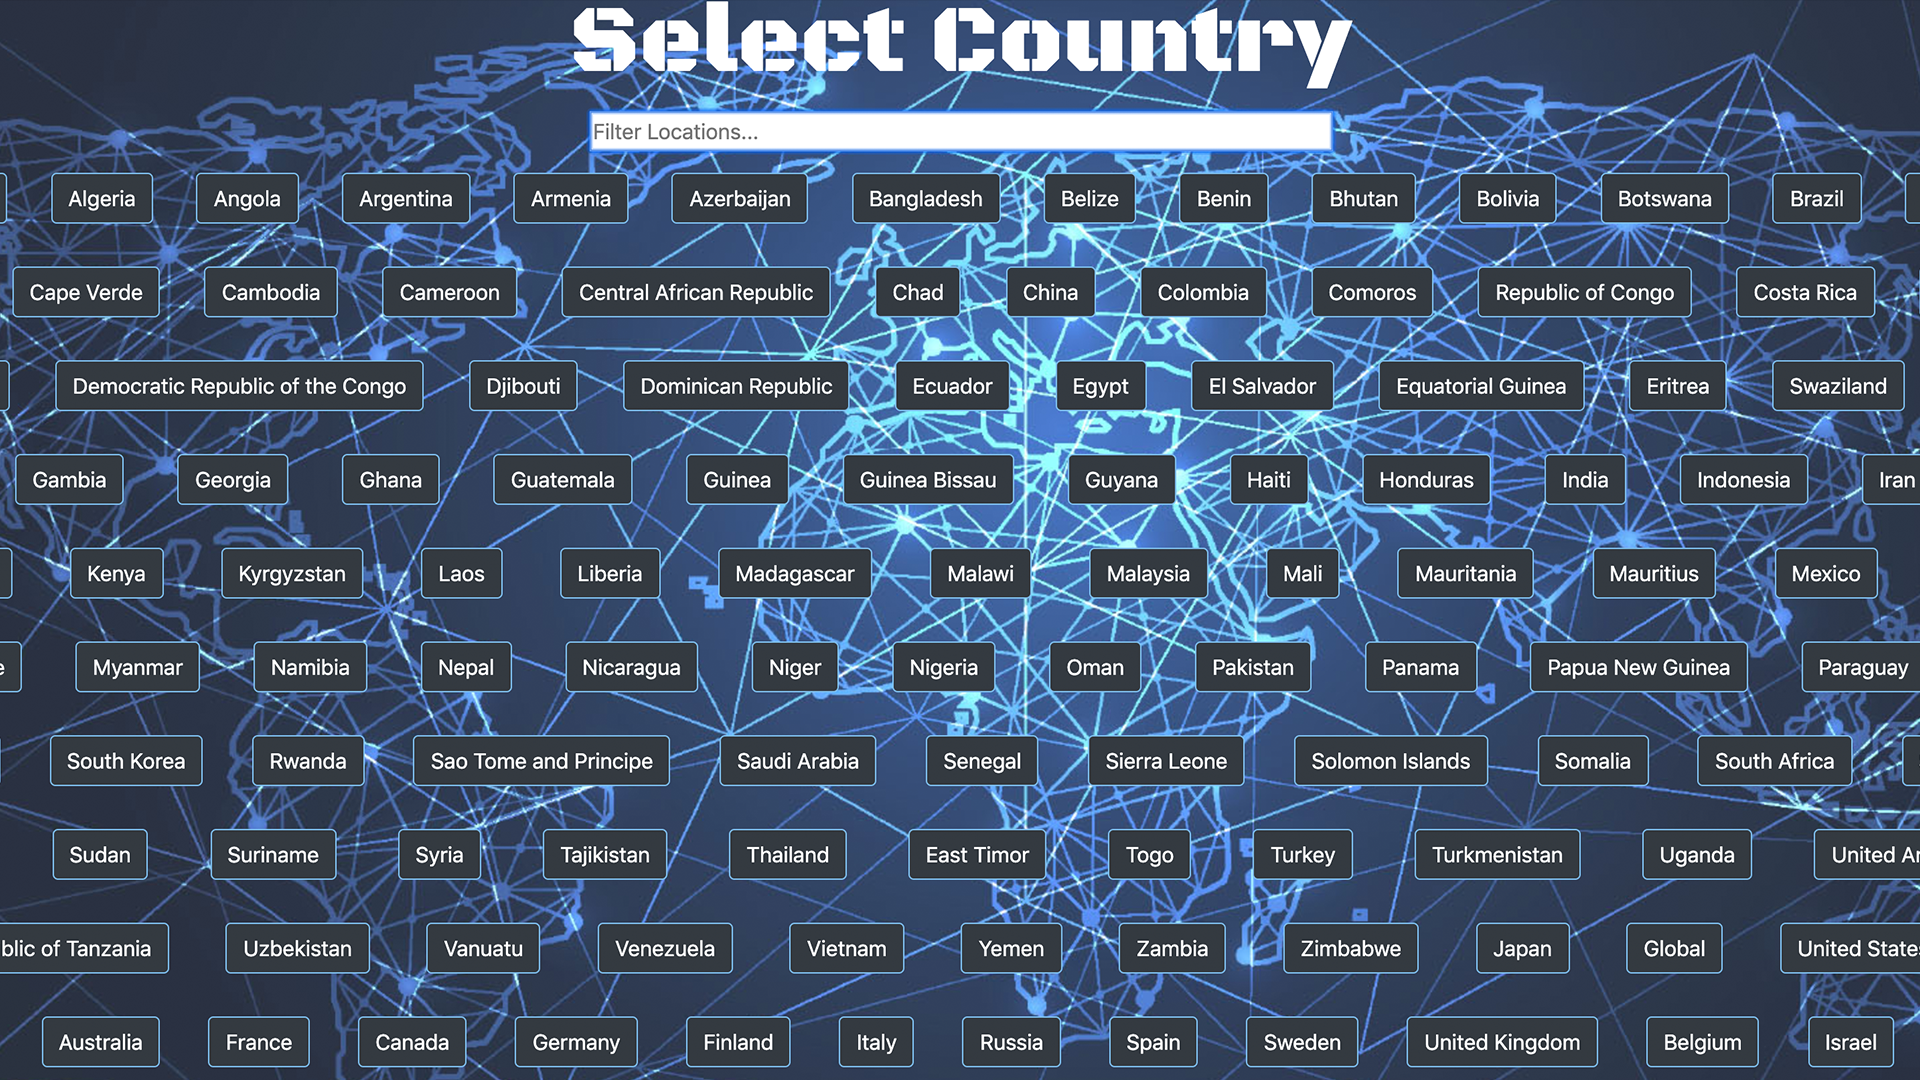 Select Country
Filter Locations...
Algeria Angola Argentina Armenia Azerbaijan Bangladesh Belize Benin Bhutan Bolivia Botswana Brazil
Cape Verde Cambodia Cameroon Central African Republic Chad China Colombia Comoros Republic of Congo Costa Rica
Democratic Republic of the Congo Djibouti Dominican Republic Ecuador Egypt El Salvador Equatorial Guinea Eritrea Swaziland
Gambia Georgia Ghana Guatemala Guinea Guinea Bissau Guyana Haiti Honduras India Indonesia Iran
Kenya Kyrgyzstan Laos Liberia Madagascar Malawi Malaysia Mali Mauritania Mauritius Mexico
e Myanmar Namibia Nepal Nicaragua Niger Nigeria Oman Pakistan Panama Papua New Guinea Paraguay
South Korea Rwanda Sao Tome and Principe Saudi Arabia Senegal Sierra Leone Solomon Islands Somalia South Africa
Sudan Suriname Syria Tajikistan Thailand East Timor Togo Turkey Turkmenistan Uganda United Ar
blic of Tanzania Uzbekistan Vanuatu Venezuela Vietnam Yemen Zambia Zimbabwe Japan Global United States
Australia France Canada Germany Finland Italy Russia Spain Sweden United Kingdom Belgium Israel